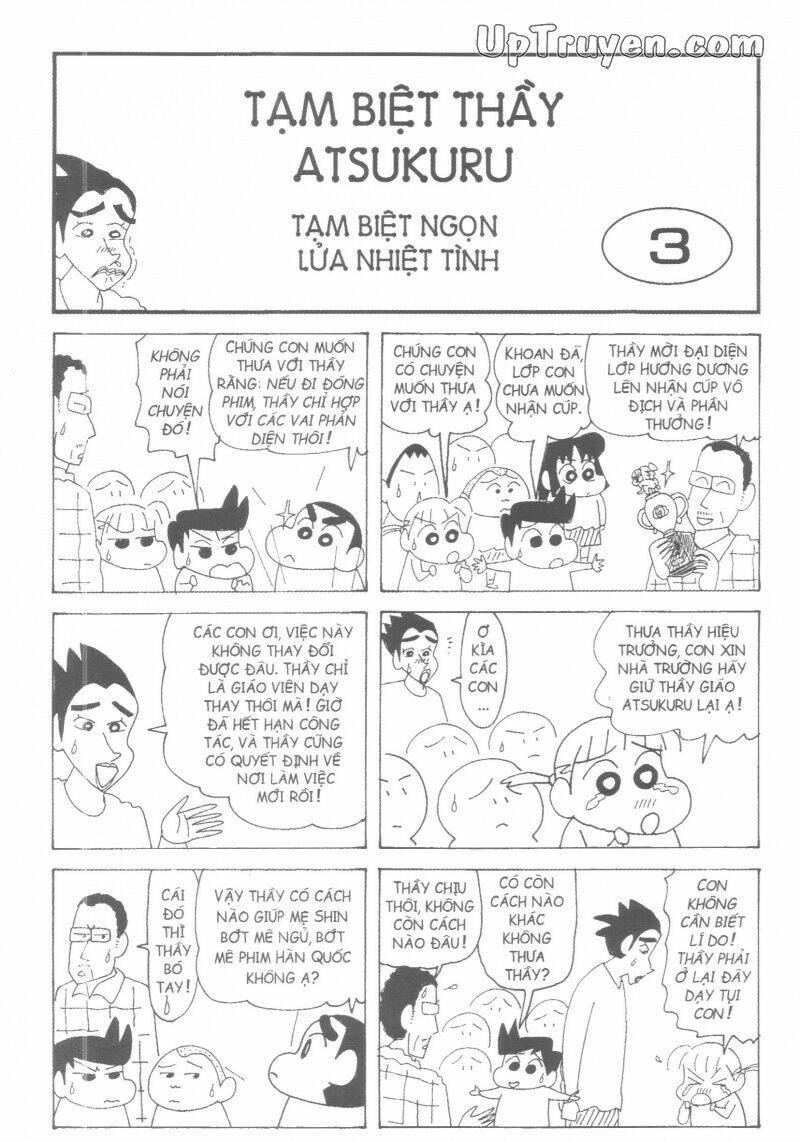 UpTruyen.com
TẠM BIỆT THẦY
ATSUKURU
TẠM BIỆT NGỌN
LỬA NHIỆT TÌNH
3
THẦY MỜI ĐẠI DIỆN
LỚP HƯỚNG DƯƠNG
LÊN NHẬN CÚP VÔ
ĐỊCH VÀ PHẦN
THƯỞNG!
KHOAN ĐÃ,
LỚP CON
CHƯA MUỐN
NHẬN CÚP.
CHÚNG CON
CÓ CHUYỆN
MUỐN THƯA
VỚI THẦY Ạ!
CHÚNG CON MUỐN
THƯA VỚI THẦY
RẰNG: NẾU ĐI ĐÓNG
PHIM, THẦY CHỈ HỢP
VỚI CÁC VAI PHẢN
DIỆN THÔI!
KHÔNG
PHẢI
NÓI
CHUYỆN
ĐÓ!
THƯA THẦY HIỆU
TRƯỞNG, CON XIN
NHÀ TRƯỜNG HÃY
GIỮ THẦY GIÁO
ATSUKURU LẠI Ạ!
Ơ
KÌA
CÁC
CON
...
CÁC CON ƠI, VIỆC NÀY
KHÔNG THAY ĐỔI
ĐƯỢC ĐÂU. THẦY CHỈ
LÀ GIÁO VIÊN DẠY
THAY THÔI MÀ! GIỜ
ĐÃ HẾT HẠN CÔNG
TÁC, VÀ THẦY CŨNG
CÓ QUYẾT ĐỊNH VỀ
NƠI LÀM VIỆC
MỚI RỒI!
CON
KHÔNG
CẦN BIẾT
LÍ DO!
THẦY PHẢI
Ở LẠI ĐÂY
DẠY TỤI
CON!
CÓ CÒN
CÁCH NÀO
KHÁC
KHÔNG THƯA
THẦY?
THẦY CHỊU
THÔI, KHÔNG
CÒN CÁCH
NÀO ĐÂU!
VẬY THẦY CÓ CÁCH
NÀO GIÚP MẸ SHIN
BỚT MÊ NGỦ, BỚT
MÊ PHIM HÀN QUỐC
KHÔNG Ạ?
CÁI
ĐÓ
THÌ
THẦY
BÓ
TAY!